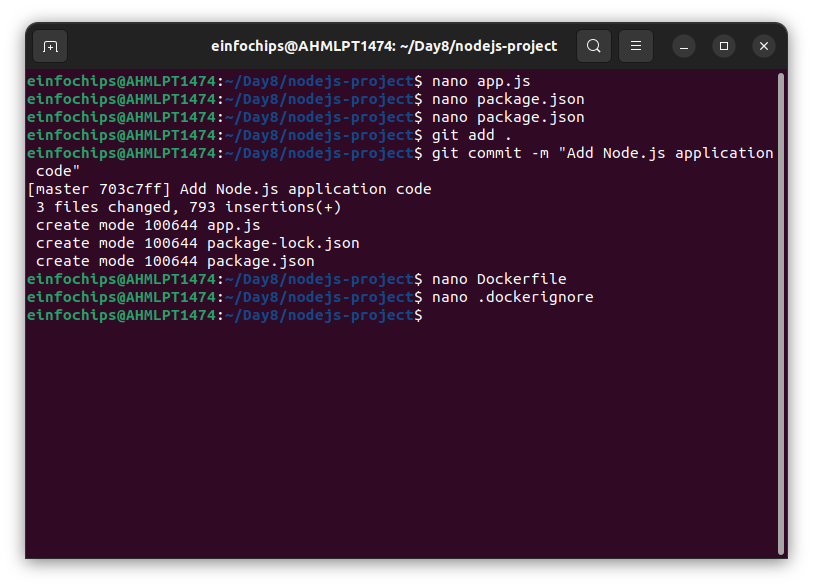 einfochips@AHMLPT1474: ~/Day8/nodejs-project
einfochips@AHMLPT1474:~/Day8/nodejs-project$ nano app.js
einfochips@AHMLPT1474:~/Day8/nodejs-project$ nano package.json
einfochips@AHMLPT1474:~/Day8/nodejs-project$ nano package.json
einfochips@AHMLPT1474:~/Day8/nodejs-project$ git add .
einfochips@AHMLPT1474:~/Day8/nodejs-project$ git commit -m "Add Node.js application
 code"
[master 703c7ff] Add Node.js application code
 3 files changed, 793 insertions(+)
 create mode 100644 app.js
 create mode 100644 package-lock.json
 create mode 100644 package.json
einfochips@AHMLPT1474:~/Day8/nodejs-project$ nano Dockerfile
einfochips@AHMLPT1474:~/Day8/nodejs-project$ nano .dockerignore
einfochips@AHMLPT1474:~/Day8/nodejs-project$